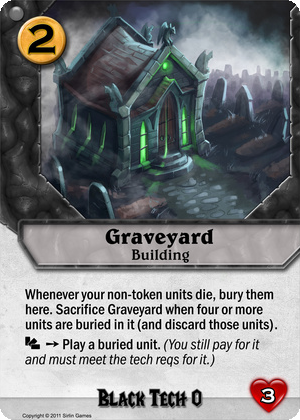 2
Graveyard
Building
Whenever your non-token units die, bury them
here. Sacrifice Graveyard when four or more
units are buried in it (and discard those units).
→ Play a buried unit. (You still pay for it
and must meet the tech reqs for it.)
Black Tech 0
3
Copyright © 2011 Sirlin Games